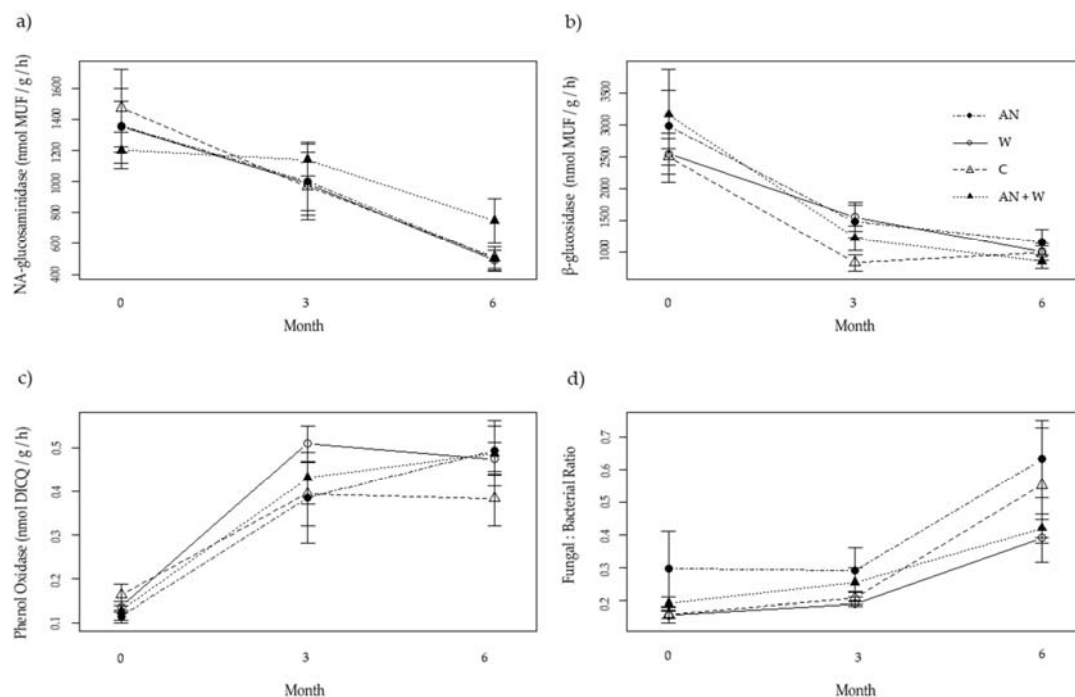 a)
NA-glucosaminidase (nmol MUF / g / h)
1600
1400
1200
1000
800
600
400
0
3
6
Month
b)
β-glucosidase (nmol MUF / g / h)
3500
3000
2500
2000
1500
1000
AN
W
C
AN + W
0
3
6
Month
c)
Phenol Oxidase (nmol DICQ / g / h)
0.5
0.4
0.3
0.2
0.1
0
3
6
Month
d)
Fungal : Bacterial Ratio
0.7
0.6
0.5
0.4
0.3
0.2
0
3
6
Month